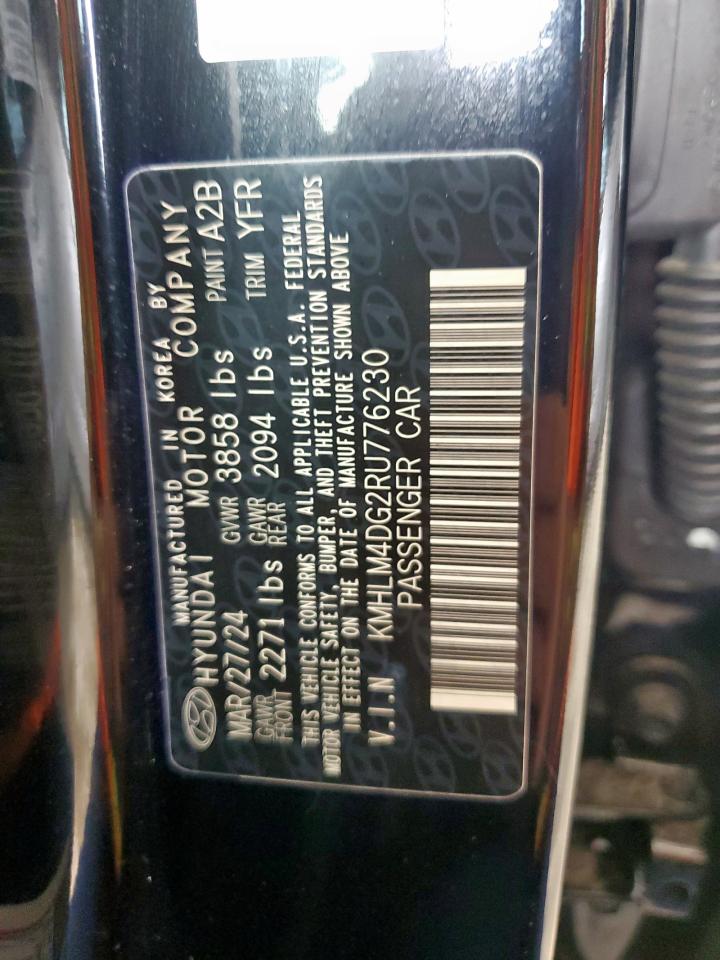 MANUFACTURED IN KOREA BY
HYUNDAI MOTOR COMPANY
MAR/27/24 GVWR 3858 lbs PAINT A2B
GAWR FRONT 2271 lbs GAWR REAR 2094 lbs TRIM YFR
THIS VEHICLE CONFORMS TO ALL APPLICABLE U.S.A. FEDERAL
MOTOR VEHICLE SAFETY, BUMPER, AND THEFT PREVENTION STANDARDS
IN EFFECT ON THE DATE OF MANUFACTURE SHOWN ABOVE
V.I.N KMHLM4DG2RU776230
PASSENGER CAR